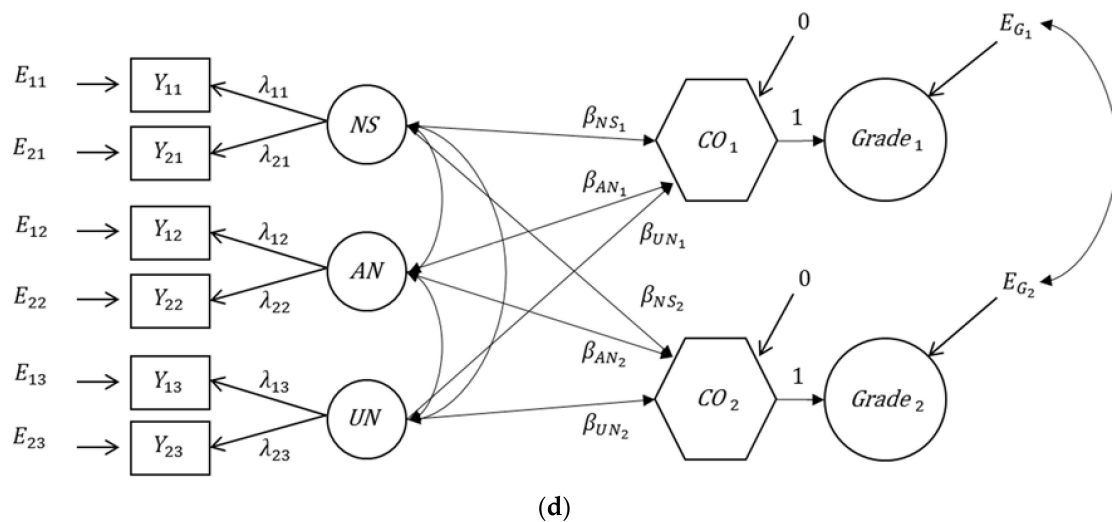 0
E_{G_1}
E_{11}
Y_{11}
λ_{11}
NS
β_{NS_1}
CO_1
1
Grade_1
E_{21}
Y_{21}
λ_{21}
β_{AN_1}
E_{12}
Y_{12}
λ_{12}
AN
β_{UN_1}
E_{22}
Y_{22}
λ_{22}
β_{NS_2}
0
E_{G_2}
β_{AN_2}
E_{13}
Y_{13}
λ_{13}
UN
CO_2
1
Grade_2
β_{UN_2}
E_{23}
Y_{23}
λ_{23}
(d)